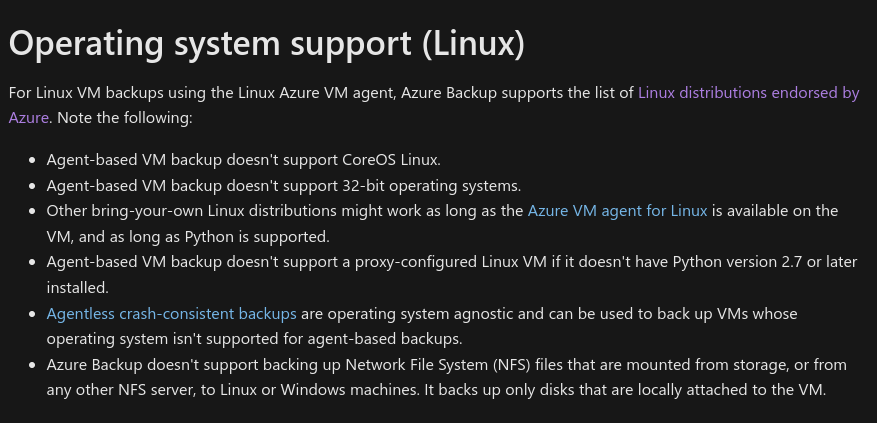 Operating system support (Linux)
For Linux VM backups using the Linux Azure VM agent, Azure Backup supports the list of Linux distributions endorsed by
Azure. Note the following:
• Agent-based VM backup doesn't support CoreOS Linux.
• Agent-based VM backup doesn't support 32-bit operating systems.
• Other bring-your-own Linux distributions might work as long as the Azure VM agent for Linux is available on the
VM, and as long as Python is supported.
• Agent-based VM backup doesn't support a proxy-configured Linux VM if it doesn't have Python version 2.7 or later
installed.
• Agentless crash-consistent backups are operating system agnostic and can be used to back up VMs whose
operating system isn't supported for agent-based backups.
• Azure Backup doesn't support backing up Network File System (NFS) files that are mounted from storage, or from
any other NFS server, to Linux or Windows machines. It backs up only disks that are locally attached to the VM.